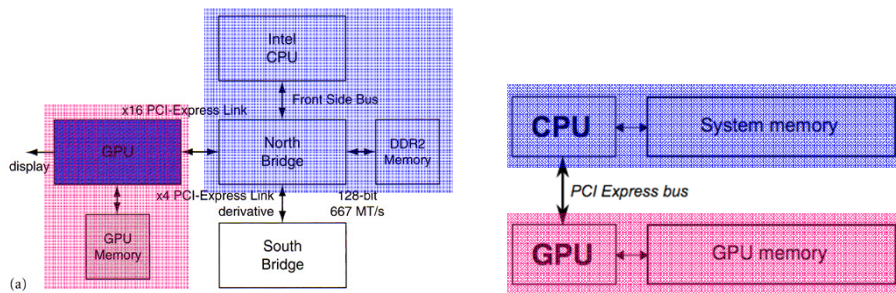 Intel
CPU
Front Side Bus
x16 PCI-Express Link
GPU
North
Bridge
DDR2
Memory
display
x4 PCI-Express Link
derivative
128-bit
667 MT/s
GPU
Memory
South
Bridge
(a)
CPU
System memory
PCI Express bus
GPU
GPU memory